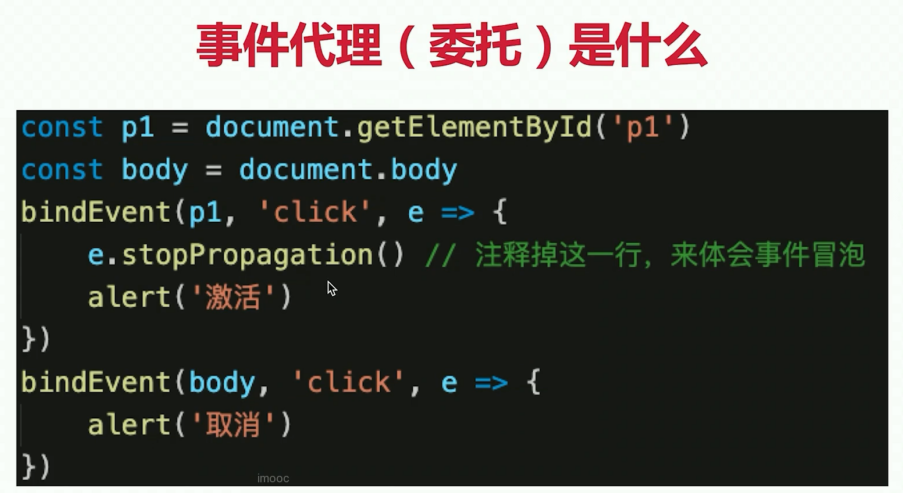 事件代理（委托）是什么
const p1 = document.getElementById('p1')
const body = document.body
bindEvent(p1, 'click', e => {
    e.stopPropagation() // 注释掉这一行，来体会事件冒泡
    alert('激活')
})
bindEvent(body, 'click', e => {
    alert('取消')
})
imooc